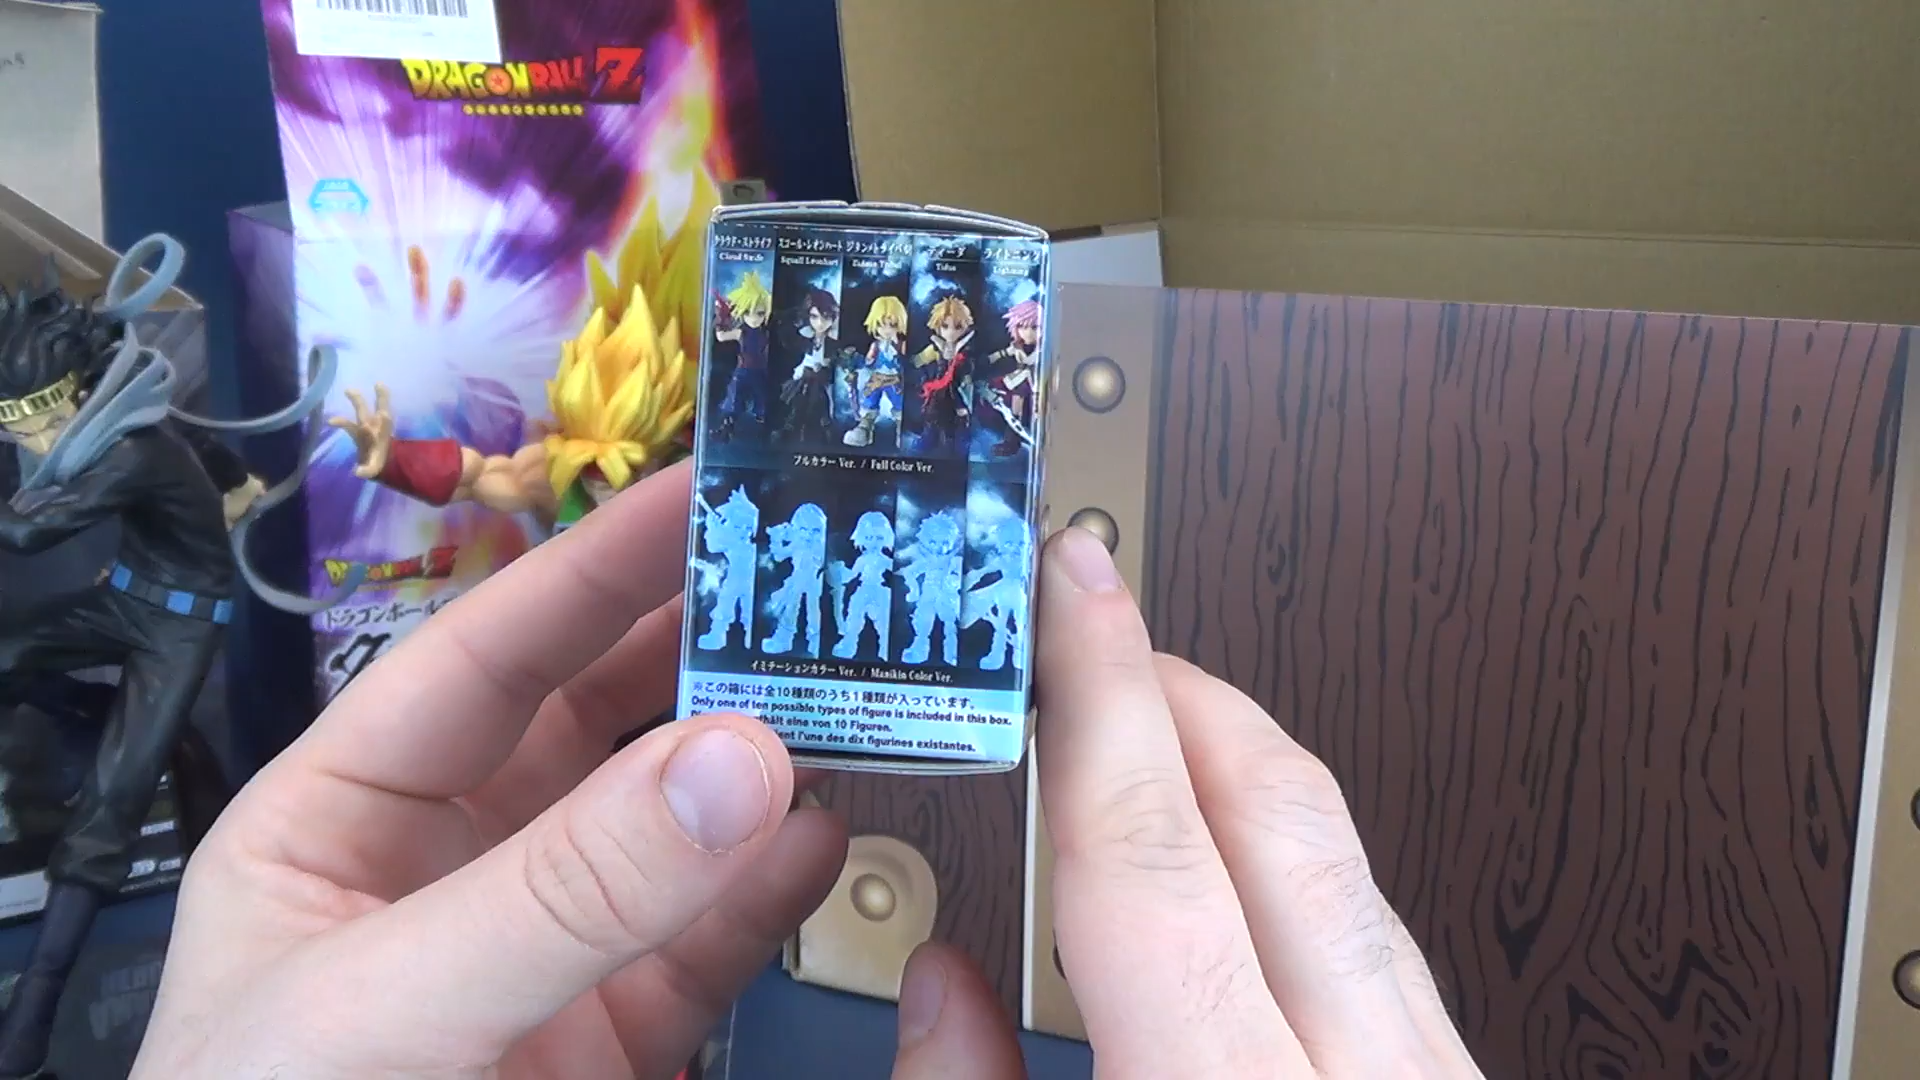 DRAGONBALL Z
クラウド・ストライフ
Cloud Strife
スコール・レオンハート
Squall Leonhart
ジタン・トライバル
Zidane Tribal
ティーダ
Tidus
ライトニング
Lightning
フルカラー Ver. / Full Color Ver.
イミテーションカラー Ver. / Manikin Color Ver.
※この箱には全10種類のうち1種類が入っています。
Only one of ten possible types of figure is included in this box.
thält eine von 10 Figuren.
ient l'une des dix figurines existantes.
DRAGONBALL Z
ドラゴンボール